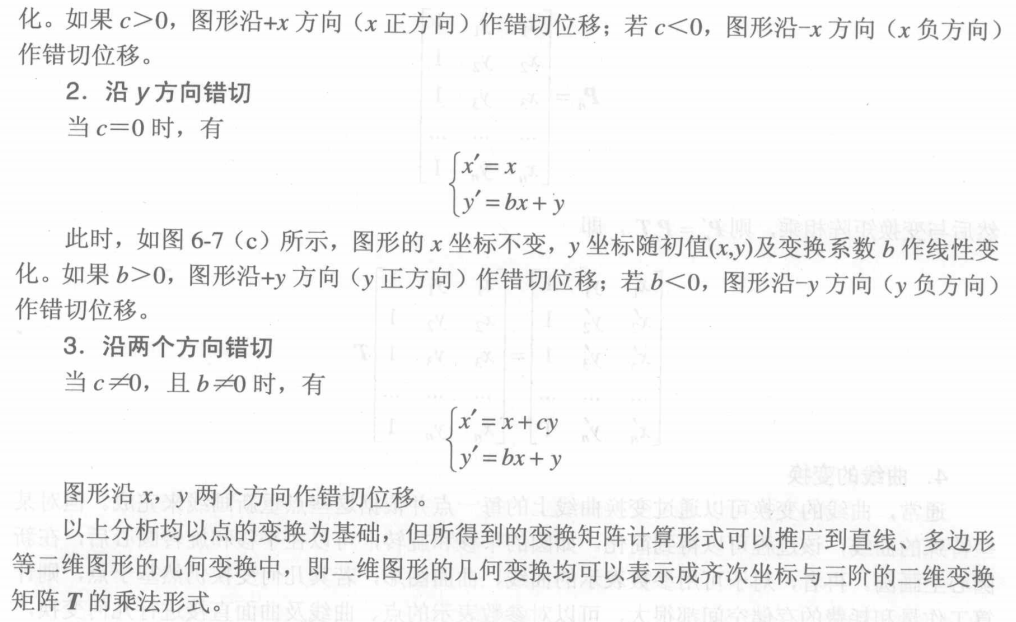 化。如果 c＞0，图形沿+x 方向（x 正方向）作错切位移；若 c＜0，图形沿−x 方向（x 负方向）
作错切位移。
2．沿 y 方向错切
当 c＝0 时，有
x′ = x
y′ = bx + y
此时，如图 6-7（c）所示，图形的 x 坐标不变，y 坐标随初值(x,y)及变换系数 b 作线性变
化。如果 b＞0，图形沿+y 方向（y 正方向）作错切位移；若 b＜0，图形沿−y 方向（y 负方向）
作错切位移。
3．沿两个方向错切
当 c≠0，且 b≠0 时，有
x′ = x + cy
y′ = bx + y
图形沿 x，y 两个方向作错切位移。
以上分析均以点的变换为基础，但所得到的变换矩阵计算形式可以推广到直线、多边形
等二维图形的几何变换中，即二维图形的几何变换均可以表示成齐次坐标与三阶的二维变换
矩阵 T 的乘法形式。